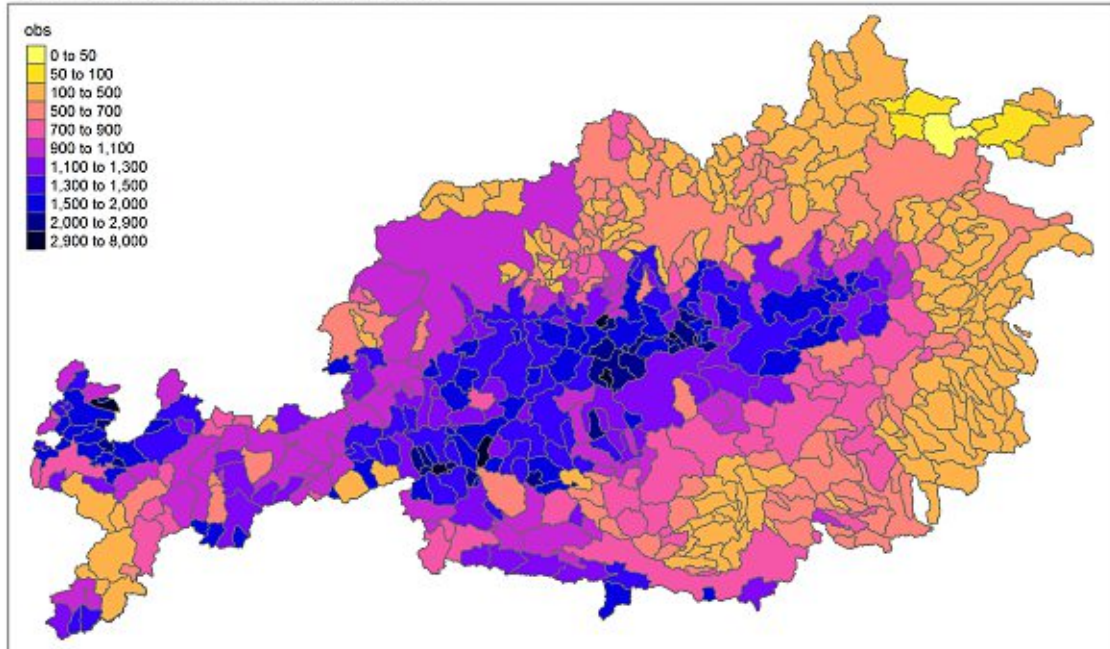 obs
0 to 50
50 to 100
100 to 500
500 to 700
700 to 900
900 to 1,100
1,100 to 1,300
1,300 to 1,500
1,500 to 2,000
2,000 to 2,900
2,900 to 8,000